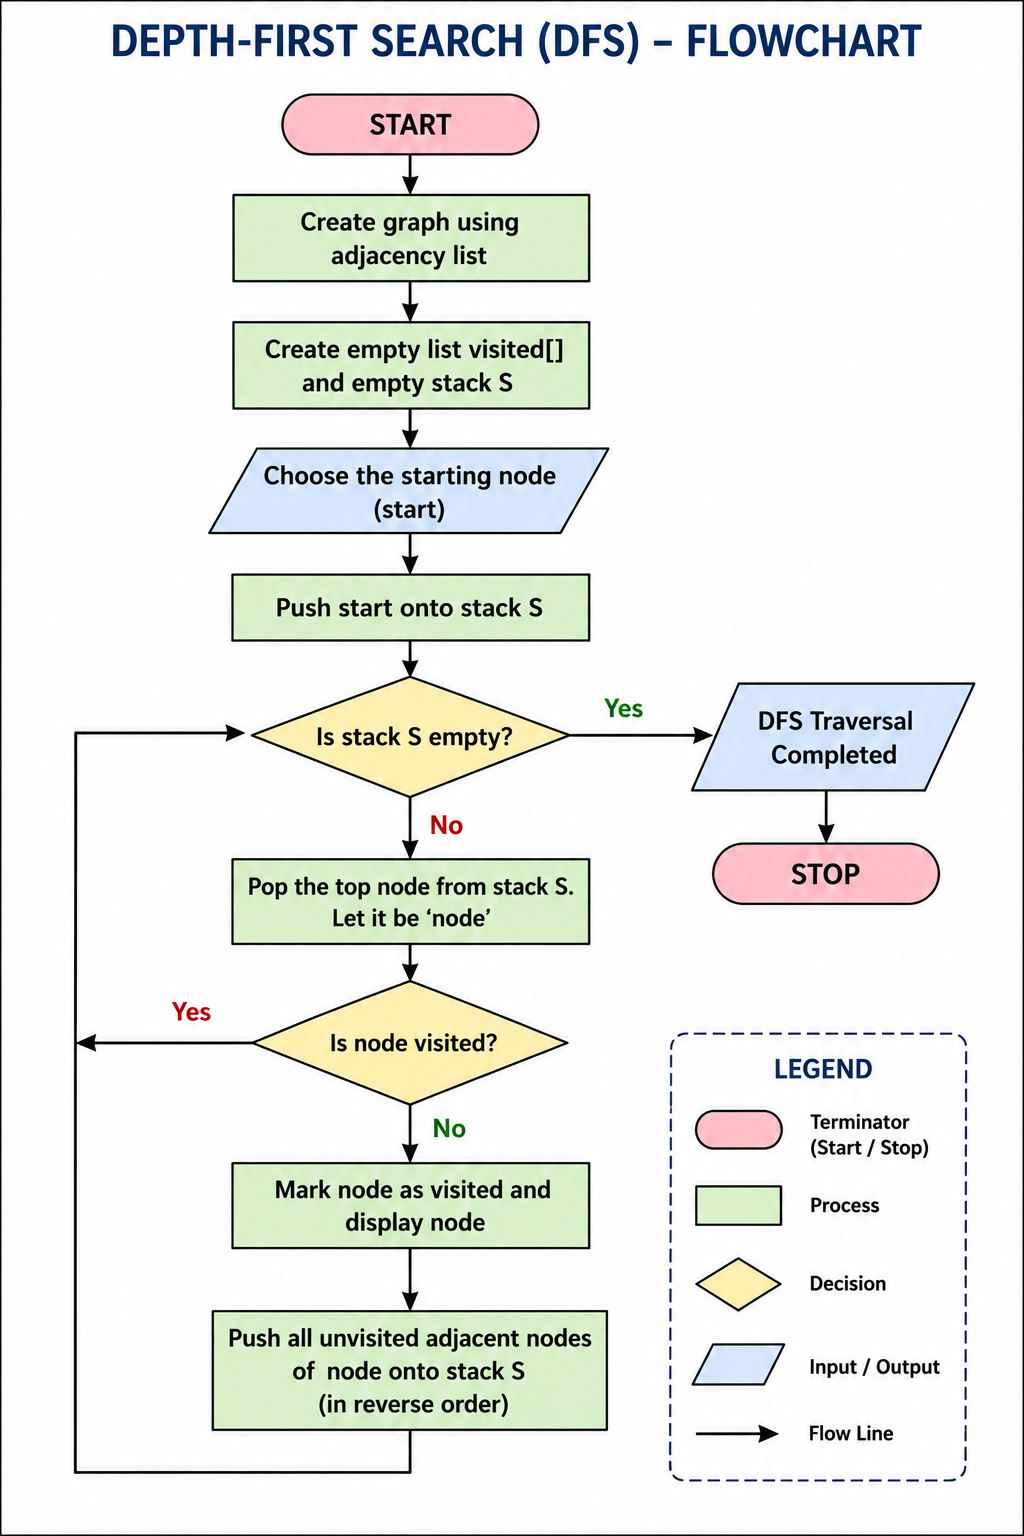 DEPTH-FIRST SEARCH (DFS) – FLOWCHART
START
Create graph using
adjacency list
Create empty list visited[]
and empty stack S
Choose the starting node
(start)
Push start onto stack S
Is stack S empty?
Yes
DFS Traversal
Completed
STOP
No
Pop the top node from stack S.
Let it be ‘node’
Is node visited?
Yes
No
Mark node as visited and
display node
Push all unvisited adjacent nodes
of node onto stack S
(in reverse order)
LEGEND
Terminator
(Start / Stop)
Process
Decision
Input / Output
Flow Line